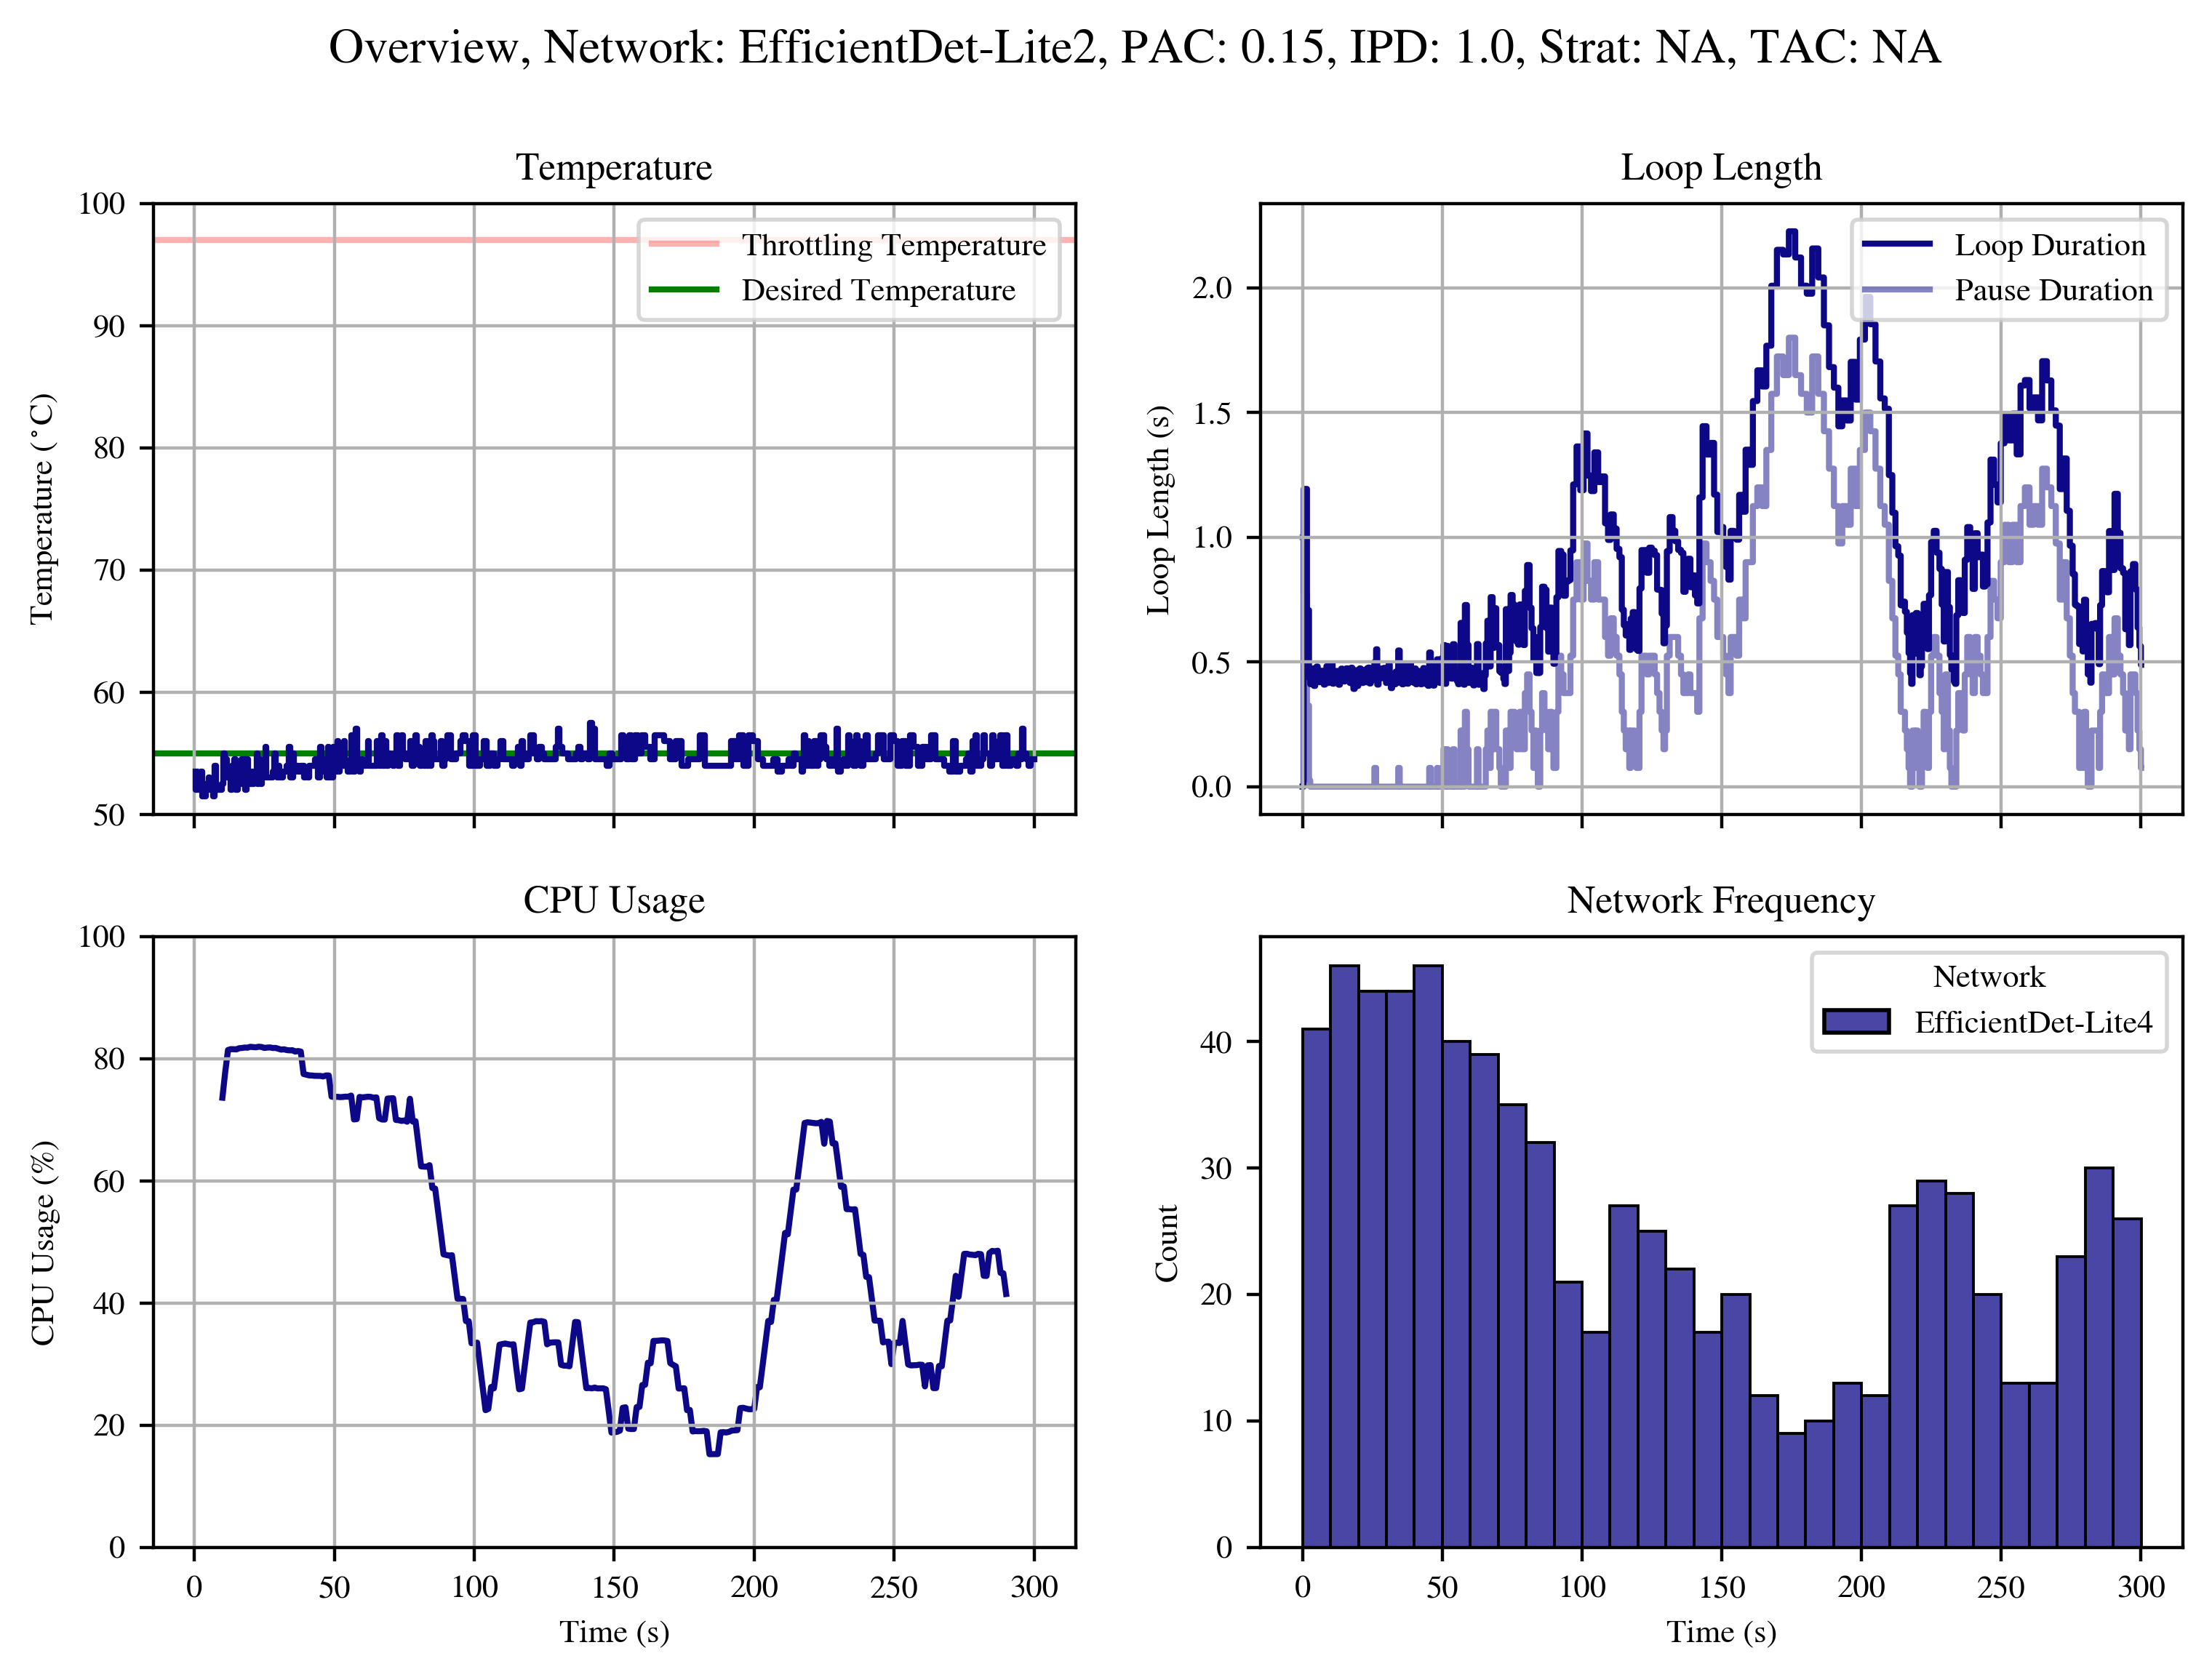 Overview, Network: EfficientDet-Lite2, PAC: 0.15, IPD: 1.0, Strat: NA, TAC: NA
Temperature
100
90
80
70
60
50
Temperature (°C)
Throttling Temperature
Desired Temperature
Loop Length
2.0
1.5
1.0
0.5
0.0
Loop Length (s)
Loop Duration
Pause Duration
CPU Usage
100
80
60
40
20
0
CPU Usage (%)
0 50 100 150 200 250 300
Time (s)
Network Frequency
40
30
20
10
0
Count
Network
EfficientDet-Lite4
0 50 100 150 200 250 300
Time (s)